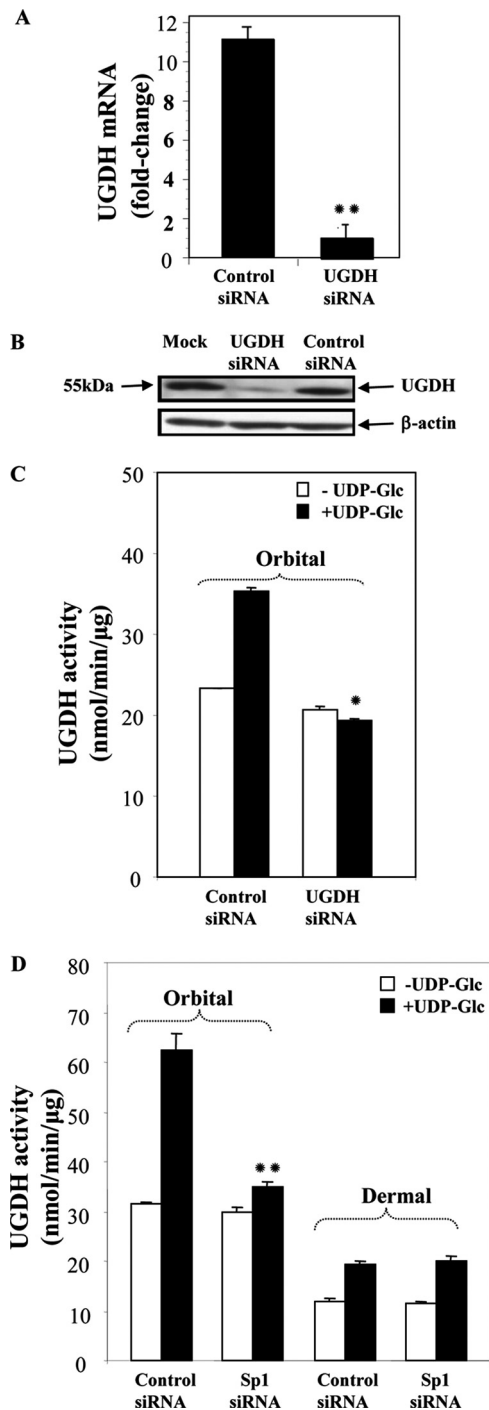 A
UGDH mRNA
(fold-change)
12
10
8
6
4
2
0
**
Control
siRNA
UGDH
siRNA
B
Mock
UGDH
siRNA
Control
siRNA
55kDa
UGDH
β-actin
C
UGDH activity
(nmol/min/µg)
50
40
30
20
10
0
- UDP-Glc
+UDP-Glc
Orbital
*
Control
siRNA
UGDH
siRNA
D
UGDH activity
(nmol/min/µg)
80
70
60
50
40
30
20
10
0
-UDP-Glc
+UDP-Glc
Orbital
**
Dermal
Control
siRNA
Sp1
siRNA
Control
siRNA
Sp1
siRNA